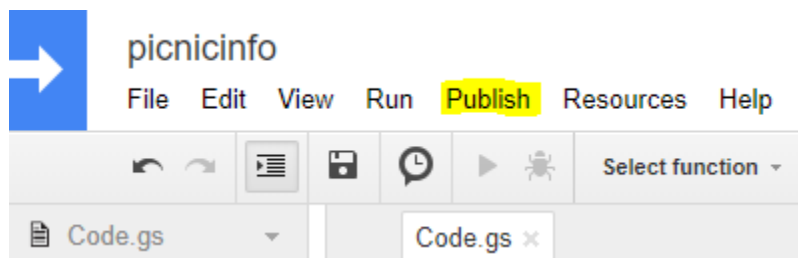 picnicinfo
File Edit View Run Publish Resources Help
Select function
Code.gs Code.gs